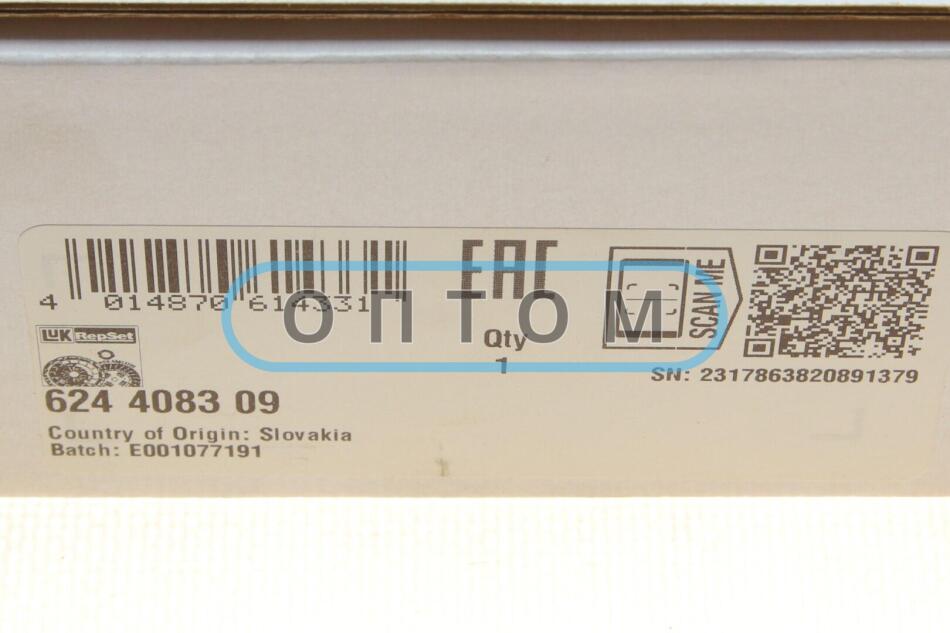 4 014870 614331
EAC
SCAN ME
ОПТОМ
Qty
1
LuK RepSet
SN: 2317863820891379
624 4083 09
Country of Origin: Slovakia
Batch: E001077191